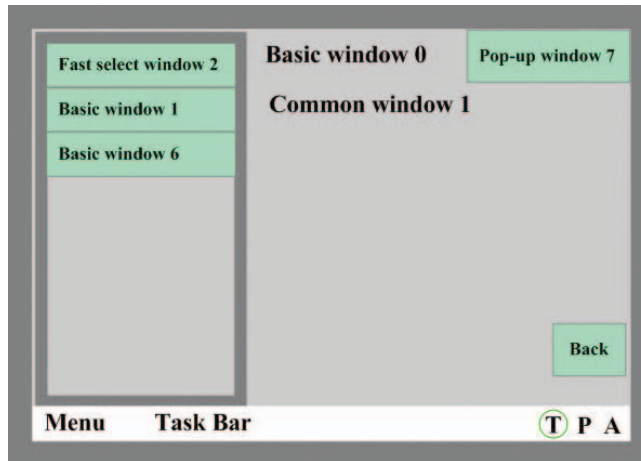 Fast select window 2
Basic window 1
Basic window 6
Basic window 0
Pop-up window 7
Common window 1
Back
Menu Task Bar T P A